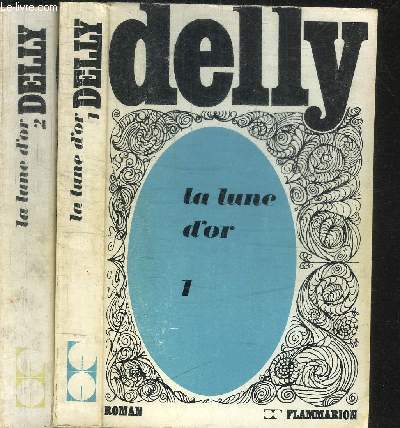 delly
la lune
d'or
1
ROMAN
FLAMMARION
la lune d'or 1 DELLY
la lune d'or 2 DELLY
Le-livre.com